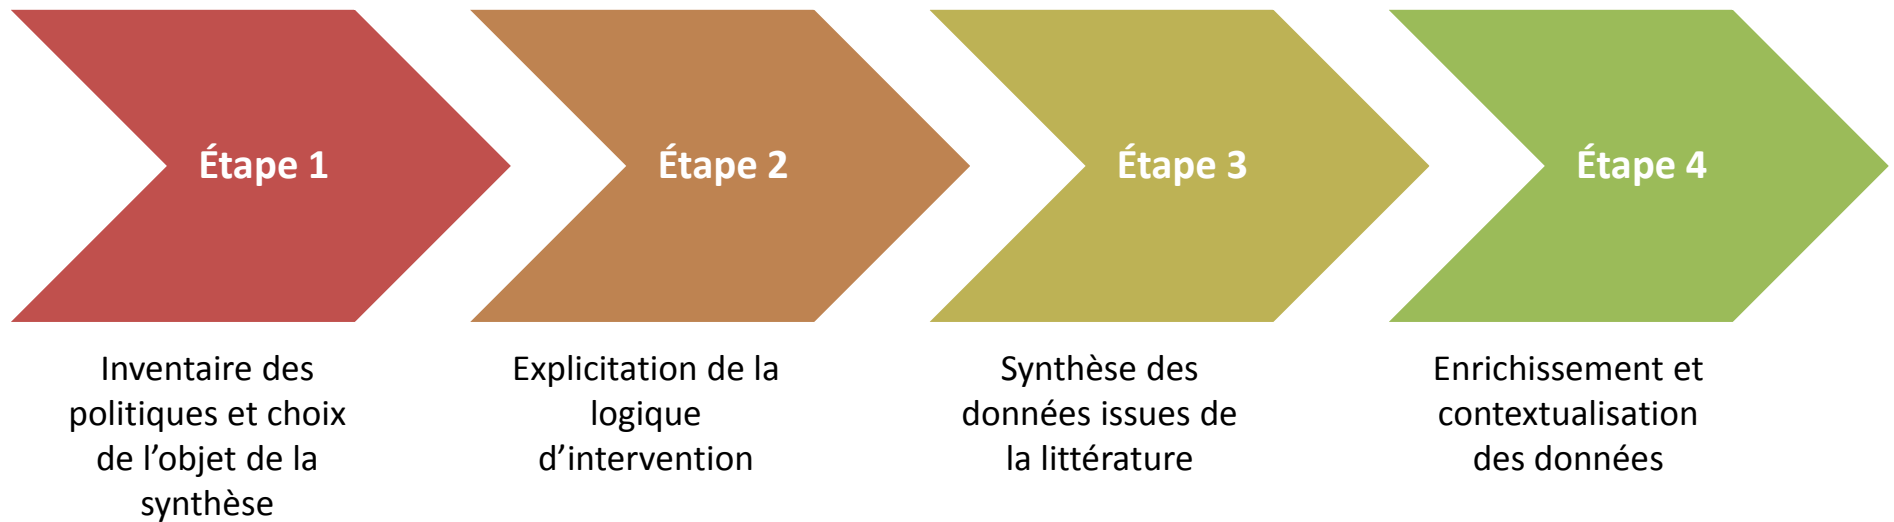 Étape 1
Étape 2
Étape 3
Étape 4
Inventaire des
politiques et choix
de l’objet de la
synthèse
Explicitation de la
logique
d’intervention
Synthèse des
données issues de
la littérature
Enrichissement et
contextualisation
des données